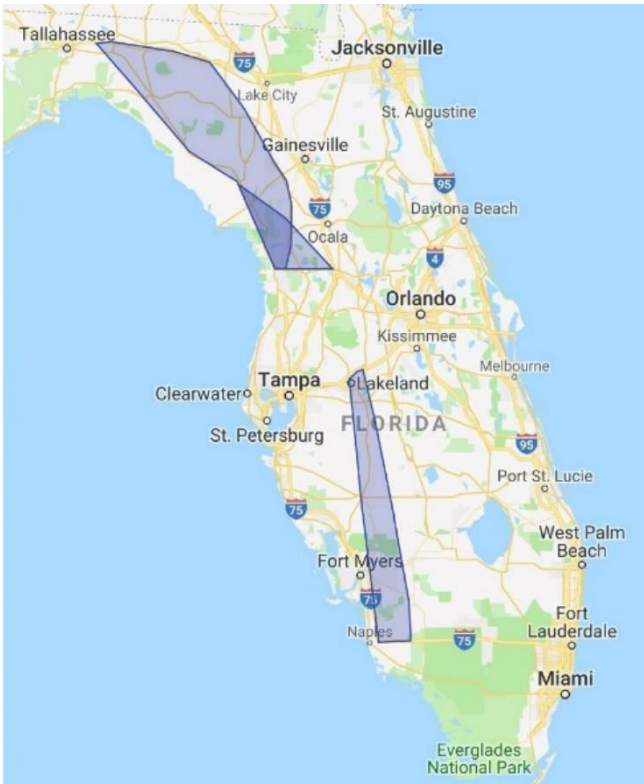 Tallahassee
Jacksonville
75
Lake City
St. Augustine
Gainesville
95
75
Daytona Beach
Ocala
4
Orlando
Kissimmee
Melbourne
Clearwater
Tampa
Lakeland
St. Petersburg
FLORIDA
95
Port St. Lucie
75
West Palm
Beach
Fort Myers
75
Fort
Lauderdale
Naples
75
Miami
Everglades
National Park